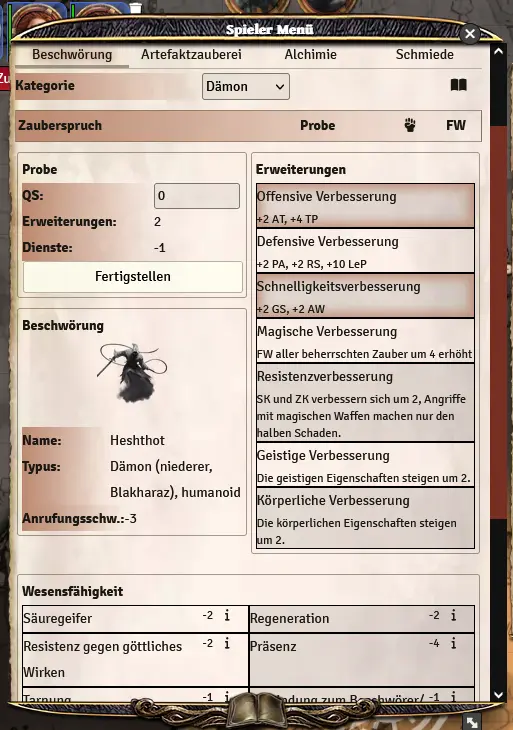 Spieler Menü
Beschwörung Artefaktzauberei Alchimie Schmiede
Kategorie Dämon
Zauberspruch Probe FW
Probe
QS: 0
Erweiterungen: 2
Dienste: -1
Fertigstellen
Beschwörung
Name: Heshthot
Typus: Dämon (niederer,
Blakharaz), humanoid
Anrufungsschw.:-3
Erweiterungen
Offensive Verbesserung
+2 AT, +4 TP
Defensive Verbesserung
+2 PA, +2 RS, +10 LeP
Schnelligkeitsverbesserung
+2 GS, +2 AW
Magische Verbesserung
FW aller beherrschten Zauber um 4 erhöht
Resistenzverbesserung
SK und ZK verbessern sich um 2, Angriffe
mit magischen Waffen machen nur den
halben Schaden.
Geistige Verbesserung
Die geistigen Eigenschaften steigen um 2.
Körperliche Verbesserung
Die körperlichen Eigenschaften steigen
um 2.
Wesensfähigkeit
Säuregeifer -2 i Regeneration -2 i
Resistenz gegen göttliches
Wirken -2 i Präsenz -4 i
Tarnung -1 i zum Beschwörer/ -1 i